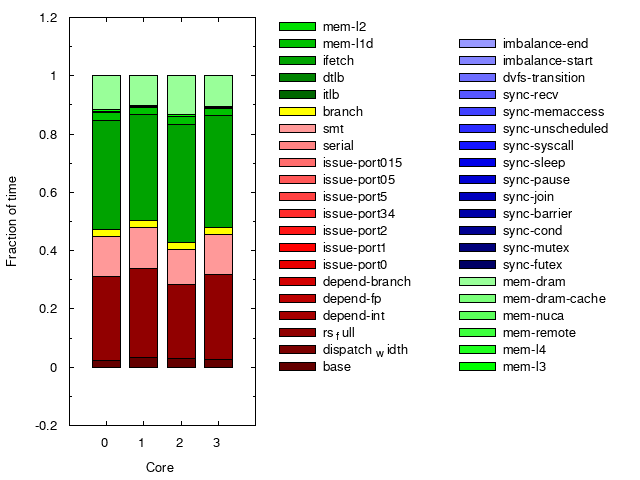 1.2
1
0.8
0.6
0.4
0.2
0
-0.2
Fraction of time
0 1 2 3
Core
mem-l2
mem-l1d
ifetch
dtlb
itlb
branch
smt
serial
issue-port015
issue-port05
issue-port5
issue-port34
issue-port2
issue-port1
issue-port0
depend-branch
depend-fp
depend-int
rs_full
dispatch_width
base
imbalance-end
imbalance-start
dvfs-transition
sync-recv
sync-memaccess
sync-unscheduled
sync-syscall
sync-sleep
sync-pause
sync-join
sync-barrier
sync-cond
sync-mutex
sync-futex
mem-dram
mem-dram-cache
mem-nuca
mem-remote
mem-l4
mem-l3